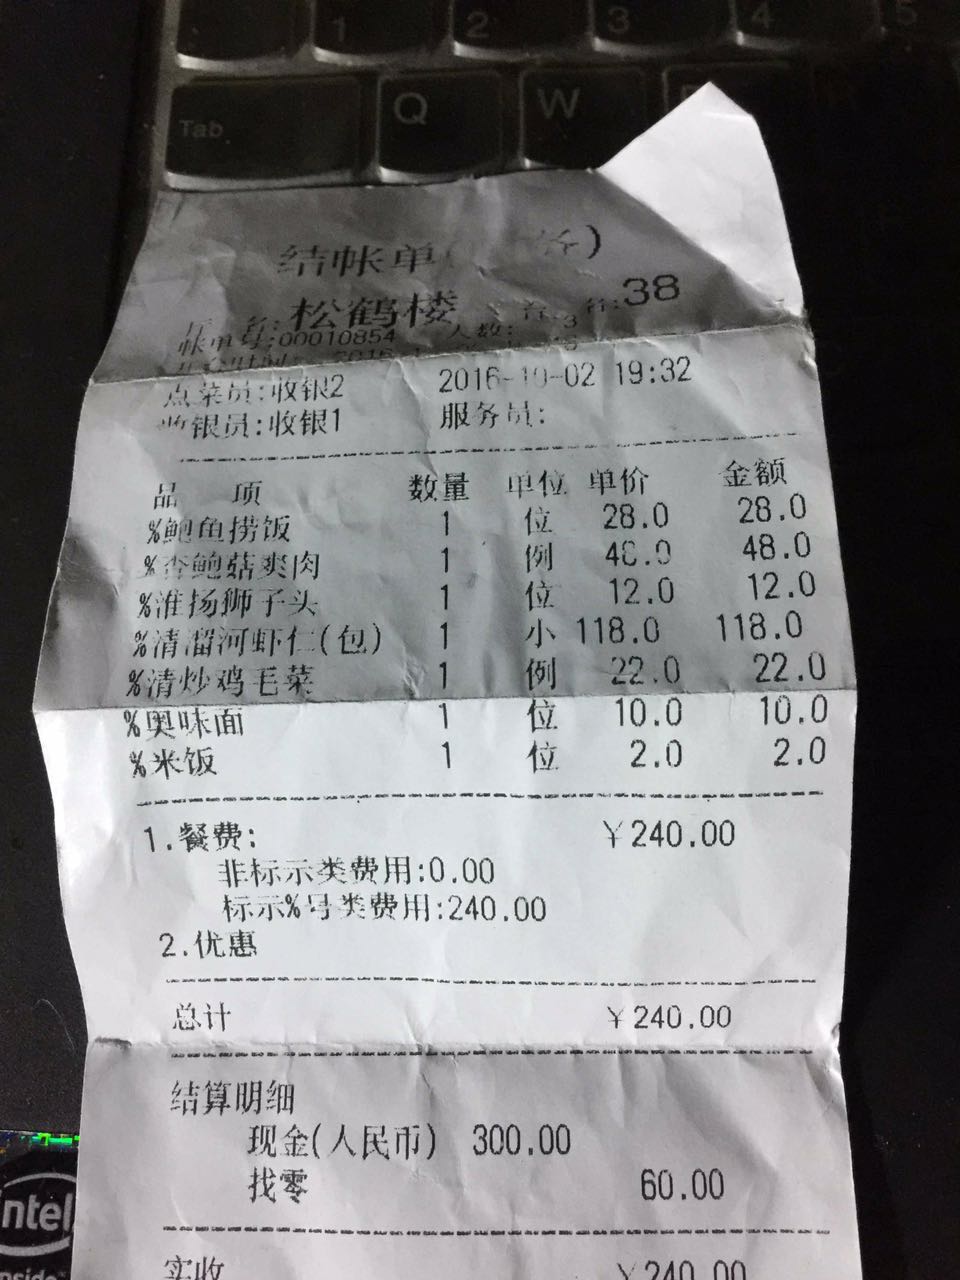 1 2 3 4 5
Tab Q W
结帐单
松鹤楼 38
帐单号:00010854 人数:
点菜员:收银2 2016-10-02 19:32
收银员:收银1 服务员:
品 项 数量 单位 单价 金额
%鲍鱼捞饭 1 位 28.0 28.0
%杏鲍菇爽肉 1 例 48.0 48.0
%淮扬狮子头 1 位 12.0 12.0
%清溜河虾仁(包) 1 小 118.0 118.0
%清炒鸡毛菜 1 例 22.0 22.0
%奥味面 1 位 10.0 10.0
%米饭 1 位 2.0 2.0
1.餐费: ￥240.00
非标示类费用:0.00
标示%号类费用:240.00
2.优惠
总计 ￥240.00
结算明细
现金(人民币) 300.00
找零 60.00
实收 ￥240.00
intel
inside